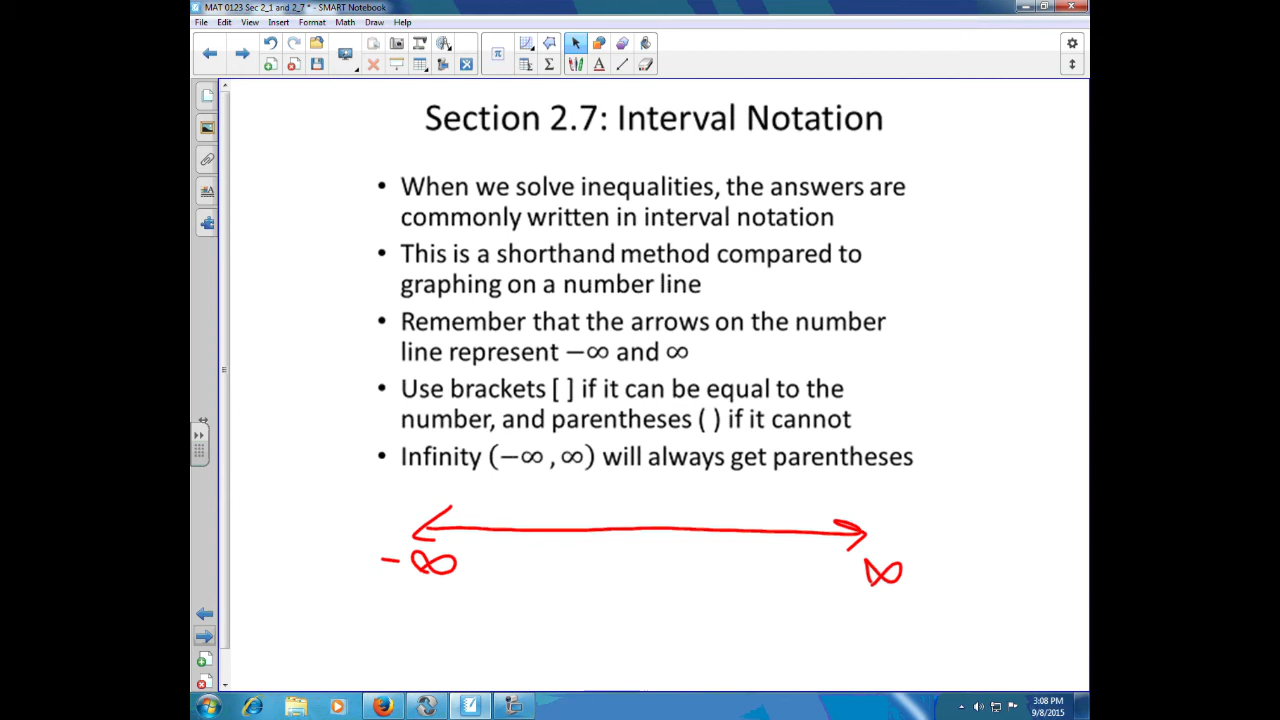 MAT 0123 Sec 2_1 and 2_7 * - SMART Notebook
File Edit View Insert Format Math Draw Help
Section 2.7: Interval Notation
• When we solve inequalities, the answers are
commonly written in interval notation
• This is a shorthand method compared to
graphing on a number line
• Remember that the arrows on the number
line represent −∞ and ∞
• Use brackets [ ] if it can be equal to the
number, and parentheses ( ) if it cannot
• Infinity (−∞ , ∞) will always get parentheses
- ∞ ∞
3:08 PM
9/8/2015